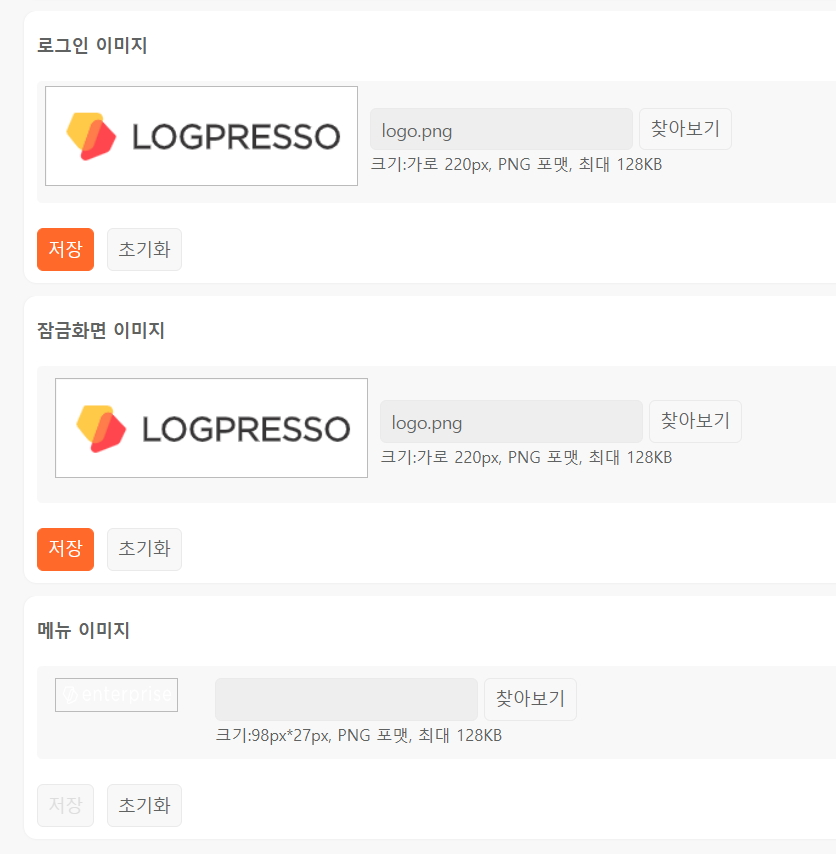 로그인 이미지
LOGPRESSO
logo.png 찾아보기
크기:가로 220px, PNG 포맷, 최대 128KB
저장 초기화
잠금화면 이미지
LOGPRESSO
logo.png 찾아보기
크기:가로 220px, PNG 포맷, 최대 128KB
저장 초기화
메뉴 이미지
enterprise 찾아보기
크기:98px*27px, PNG 포맷, 최대 128KB
저장 초기화